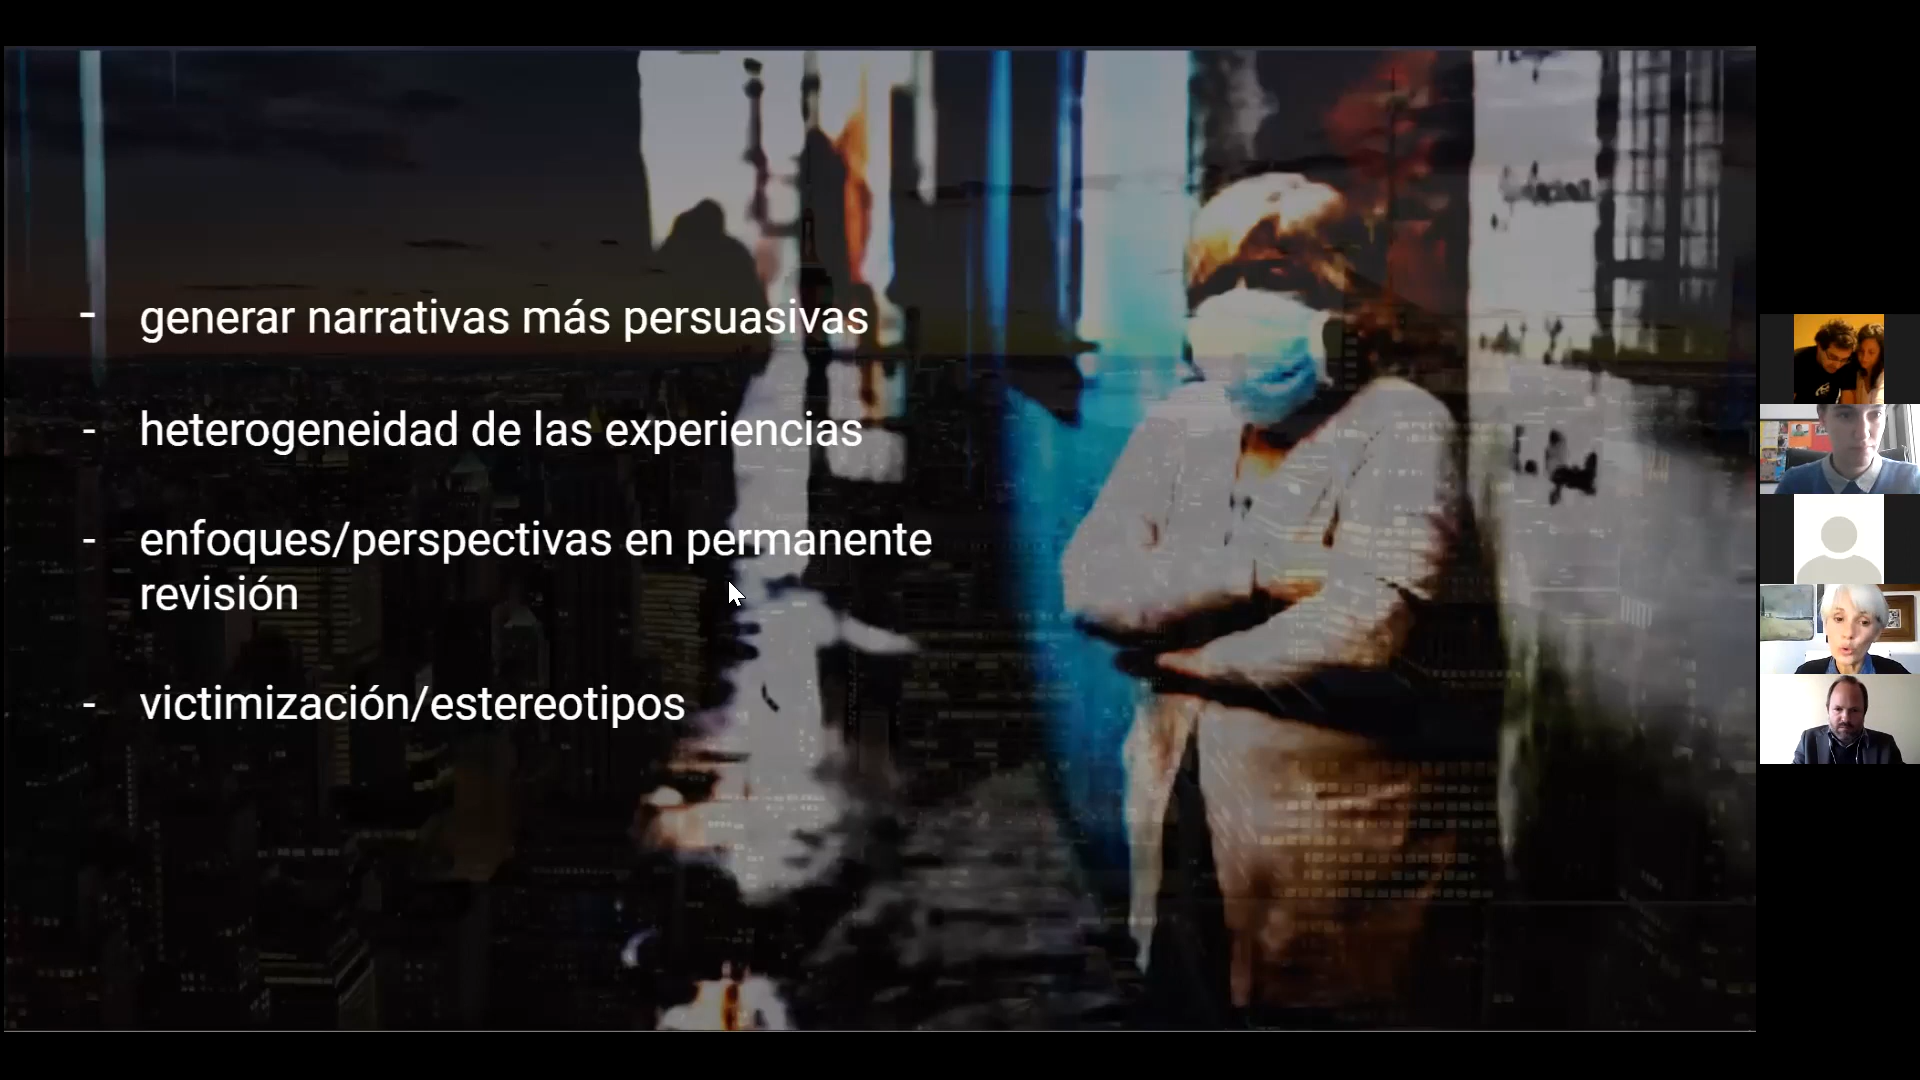 - generar narrativas más persuasivas
- heterogeneidad de las experiencias
- enfoques/perspectivas en permanente
revisión
- victimización/estereotipos